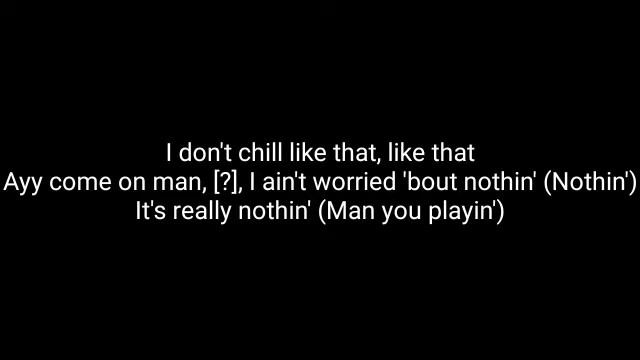 I don't chill like that, like that
Ayy come on man, [?], I ain't worried 'bout nothin' (Nothin')
It's really nothin' (Man you playin')